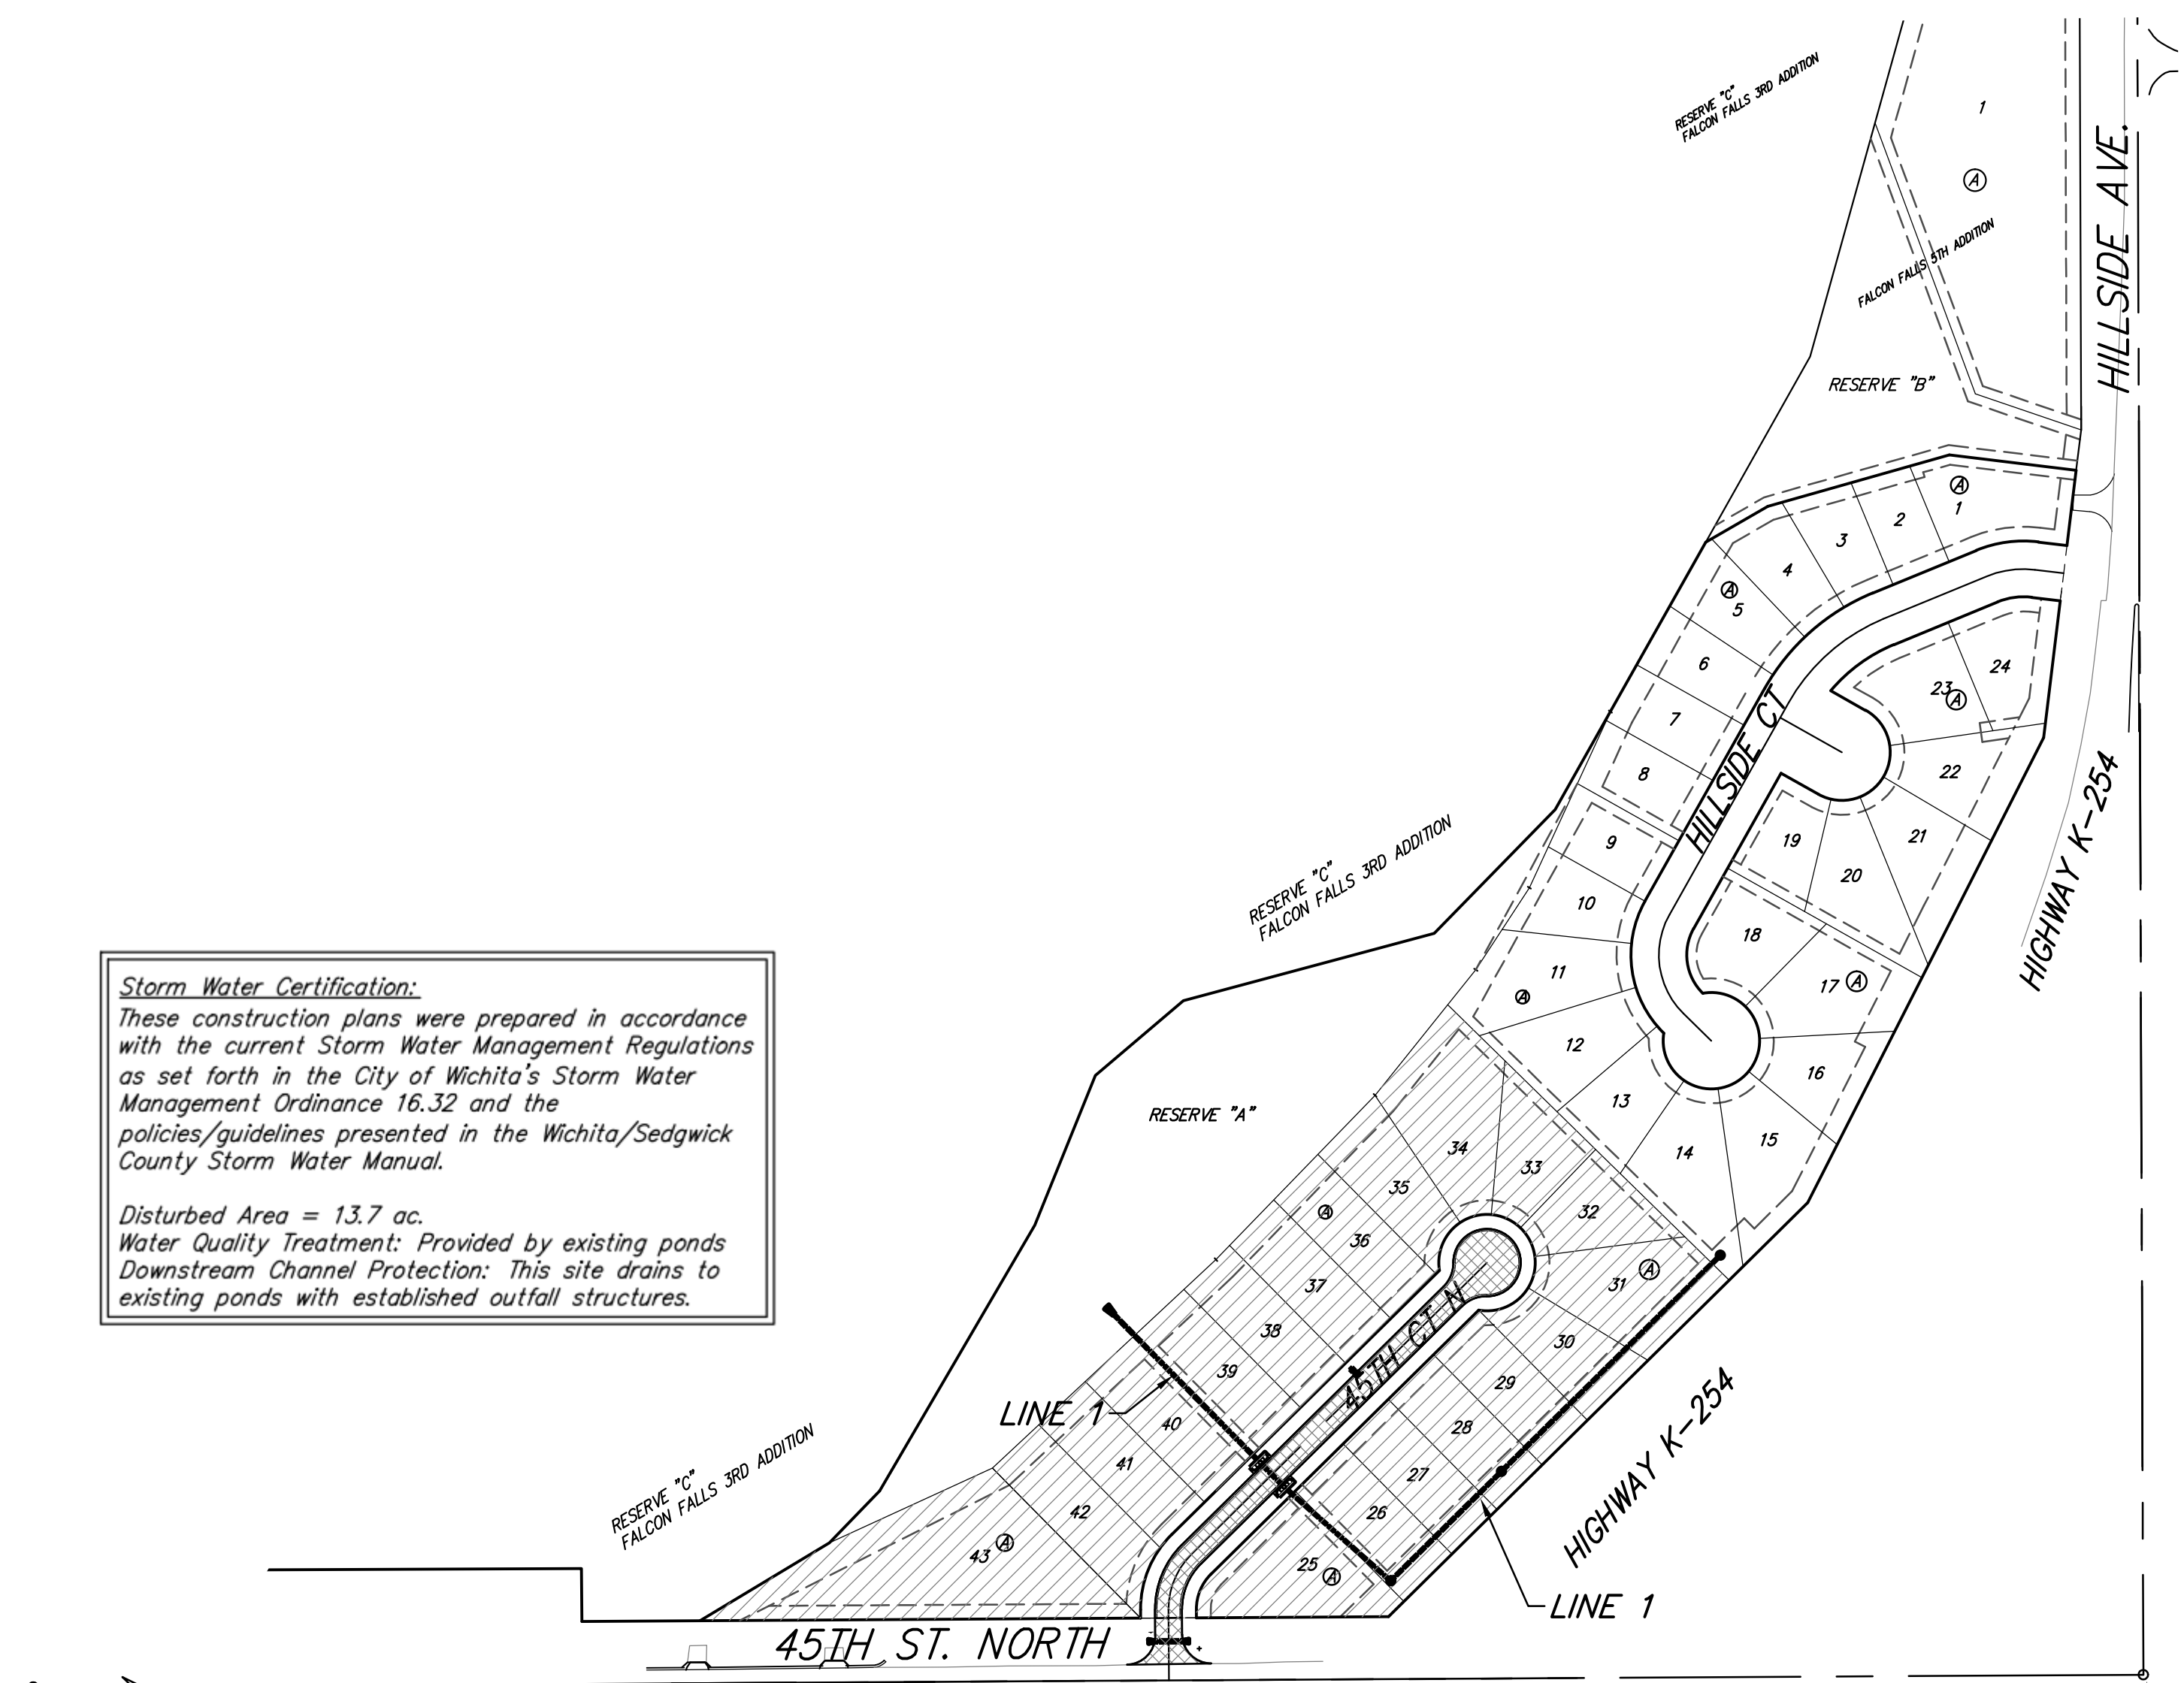 RESERVE "C"
FALCON FALLS 3RD ADDITION
1
A
HILLSIDE AVE.
FALCON FALLS 5TH ADDITION
RESERVE "B"
A
1
2
3
4
A
5
6
7
8
HILLSIDE CT
24
23
A
22
21
20
19
HIGHWAY K-254
9
10
11
A
12
13
14
15
16
17
A
18
RESERVE "C"
FALCON FALLS 3RD ADDITION
Storm Water Certification:
These construction plans were prepared in accordance
with the current Storm Water Management Regulations
as set forth in the City of Wichita's Storm Water
Management Ordinance 16.32 and the
policies/guidelines presented in the Wichita/Sedgwick
County Storm Water Manual.
Disturbed Area = 13.7 ac.
Water Quality Treatment: Provided by existing ponds
Downstream Channel Protection: This site drains to
existing ponds with established outfall structures.
RESERVE "A"
34
33
35
A
32
36
31
A
37
30
38
29
39
45TH CT N
28
LINE 1
40
41
27
42
26
43
A
25
A
HIGHWAY K-254
RESERVE "C"
FALCON FALLS 3RD ADDITION
LINE 1
45TH ST. NORTH